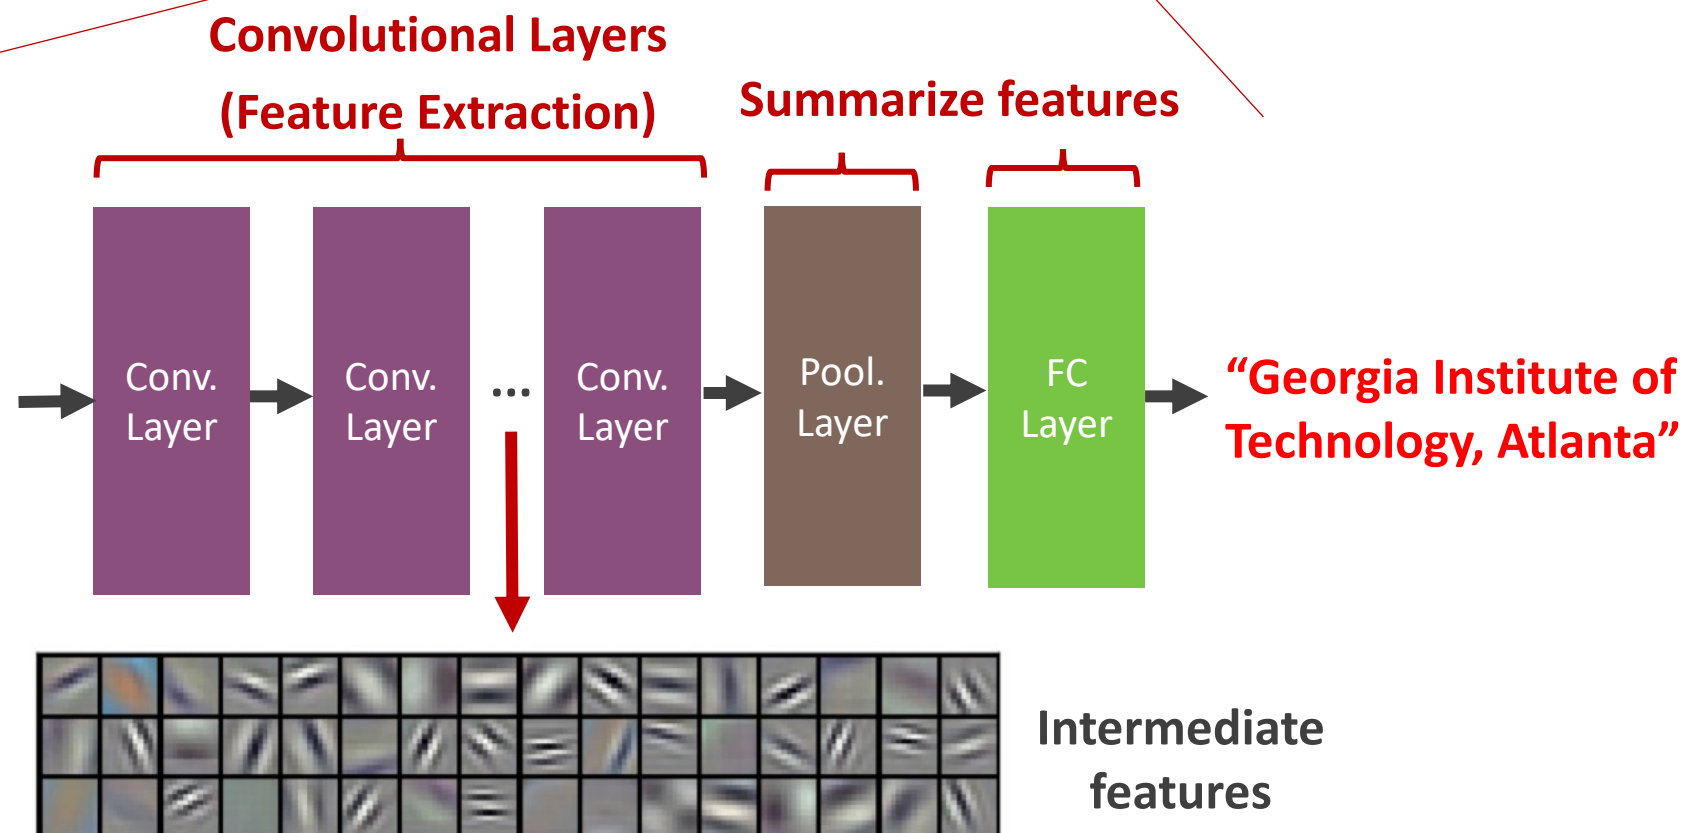 Convolutional Layers
(Feature Extraction)
Summarize features
Conv.
Layer
Conv.
Layer
...
Conv.
Layer
Pool.
Layer
FC
Layer
“Georgia Institute of
Technology, Atlanta”
Intermediate
features